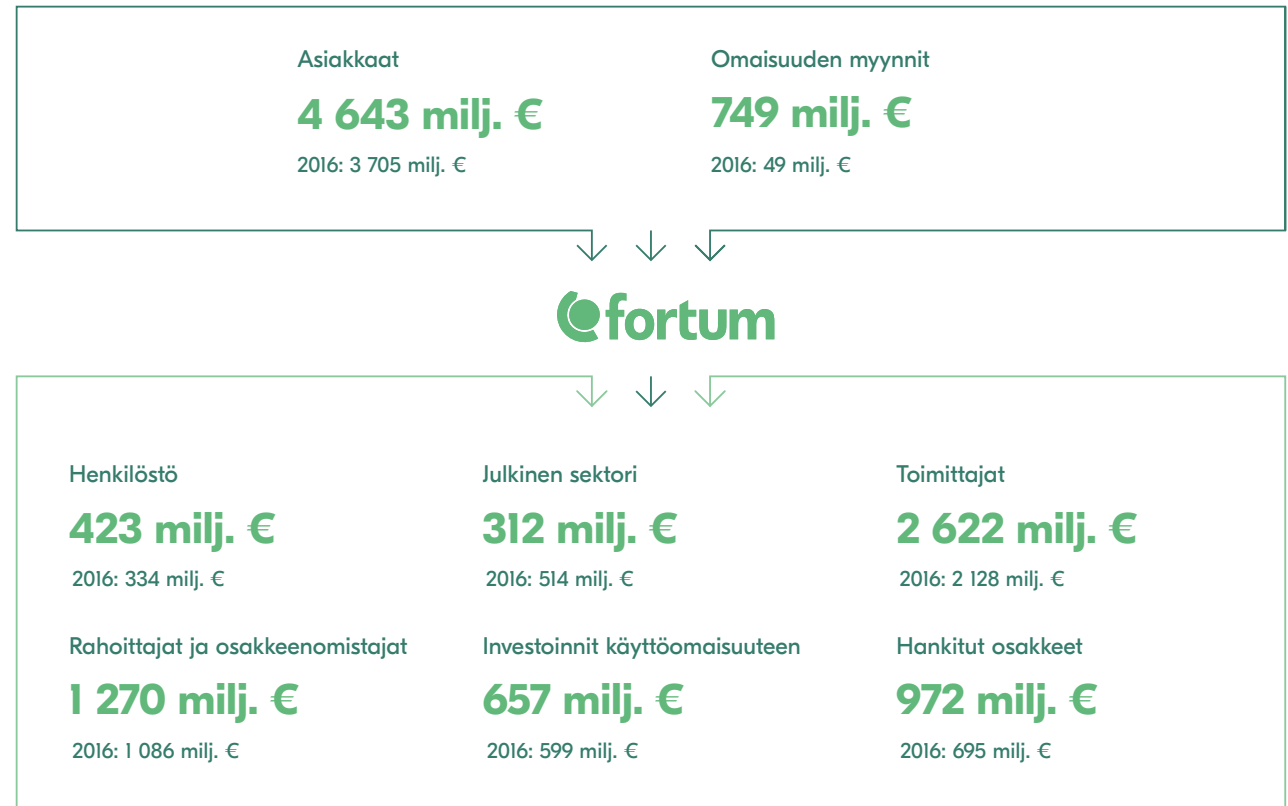 Asiakkaat
4 643 milj. €
2016: 3 705 milj. €
Omaisuuden myynnit
749 milj. €
2016: 49 milj. €
fortum
Henkilöstö
423 milj. €
2016: 334 milj. €
Julkinen sektori
312 milj. €
2016: 514 milj. €
Toimittajat
2 622 milj. €
2016: 2 128 milj. €
Rahoittajat ja osakkeenomistajat
1 270 milj. €
2016: 1 086 milj. €
Investoinnit käyttöomaisuuteen
657 milj. €
2016: 599 milj. €
Hankitut osakkeet
972 milj. €
2016: 695 milj. €